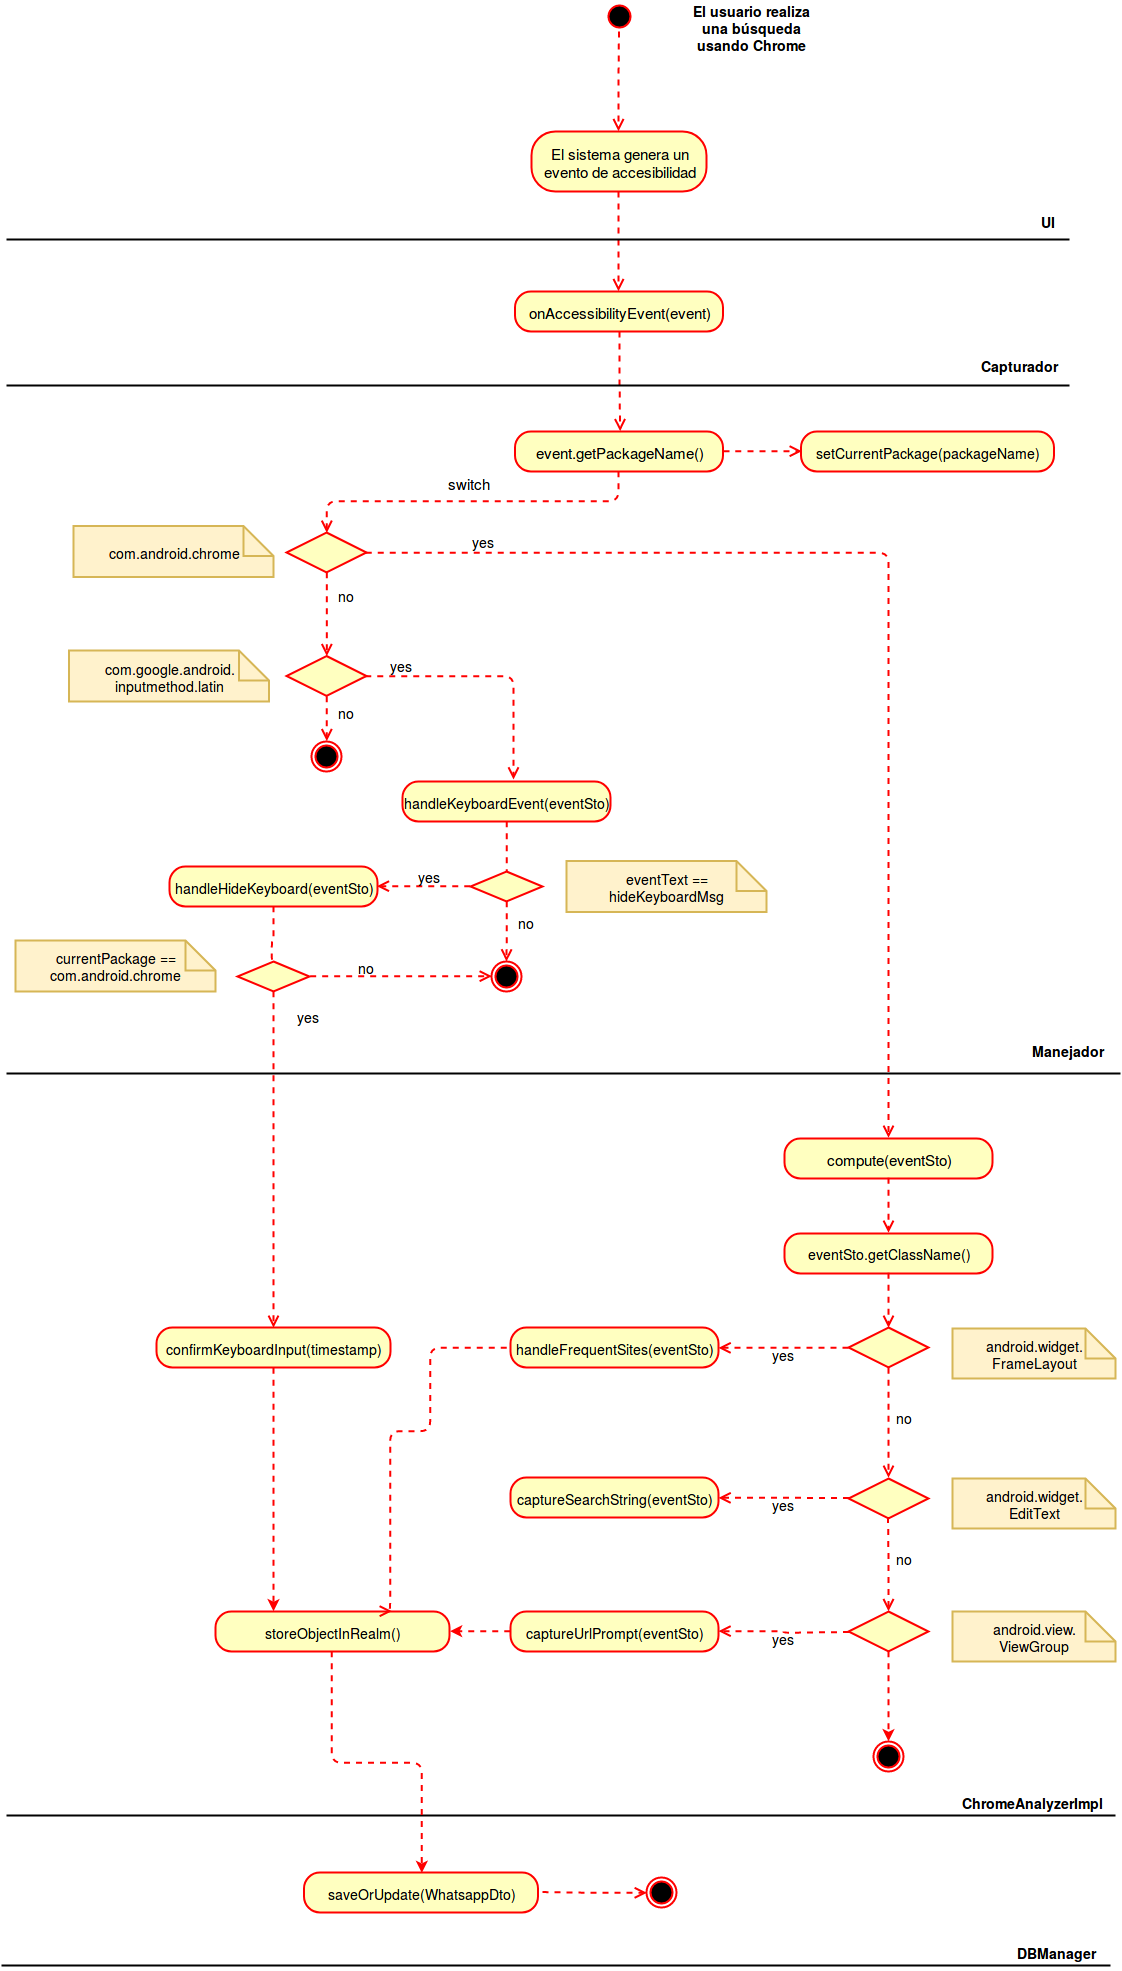 El usuario realiza
una búsqueda
usando Chrome
El sistema genera un
evento de accesibilidad
UI
onAccessibilityEvent(event)
Capturador
event.getPackageName()
setCurrentPackage(packageName)
switch
com.android.chrome
yes
no
com.google.android.
inputmethod.latin
yes
no
handleKeyboardEvent(eventSto)
handleHideKeyboard(eventSto)
yes
eventText ==
hideKeyboardMsg
no
currentPackage ==
com.android.chrome
no
yes
Manejador
compute(eventSto)
eventSto.getClassName()
confirmKeyboardInput(timestamp)
handleFrequentSites(eventSto)
yes
android.widget.
FrameLayout
no
captureSearchString(eventSto)
yes
android.widget.
EditText
no
storeObjectInRealm()
captureUrlPrompt(eventSto)
yes
android.view.
ViewGroup
ChromeAnalyzerImpl
saveOrUpdate(WhatsappDto)
DBManager